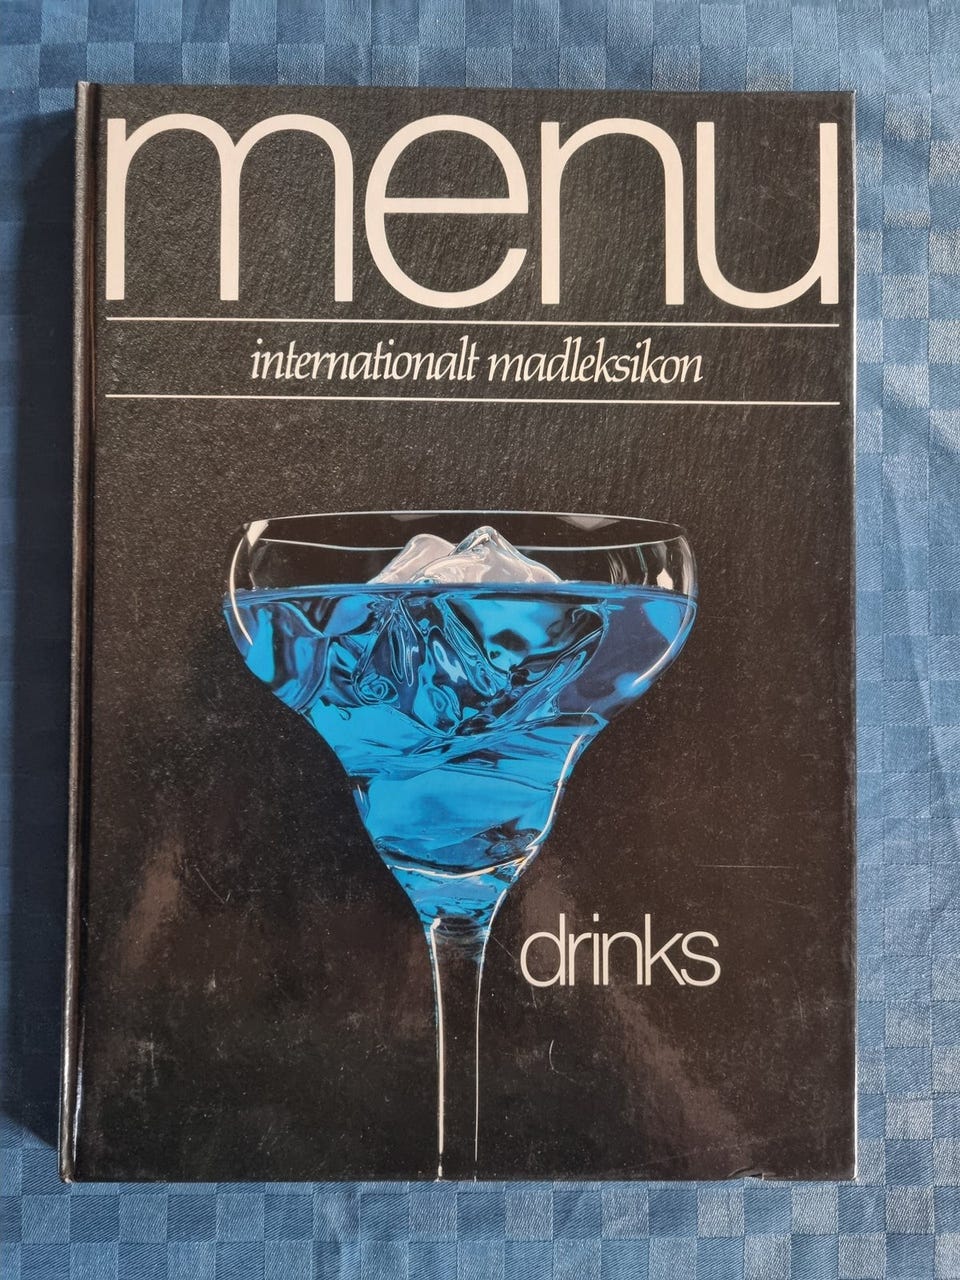 menu
internationalt madleksikon
drinks